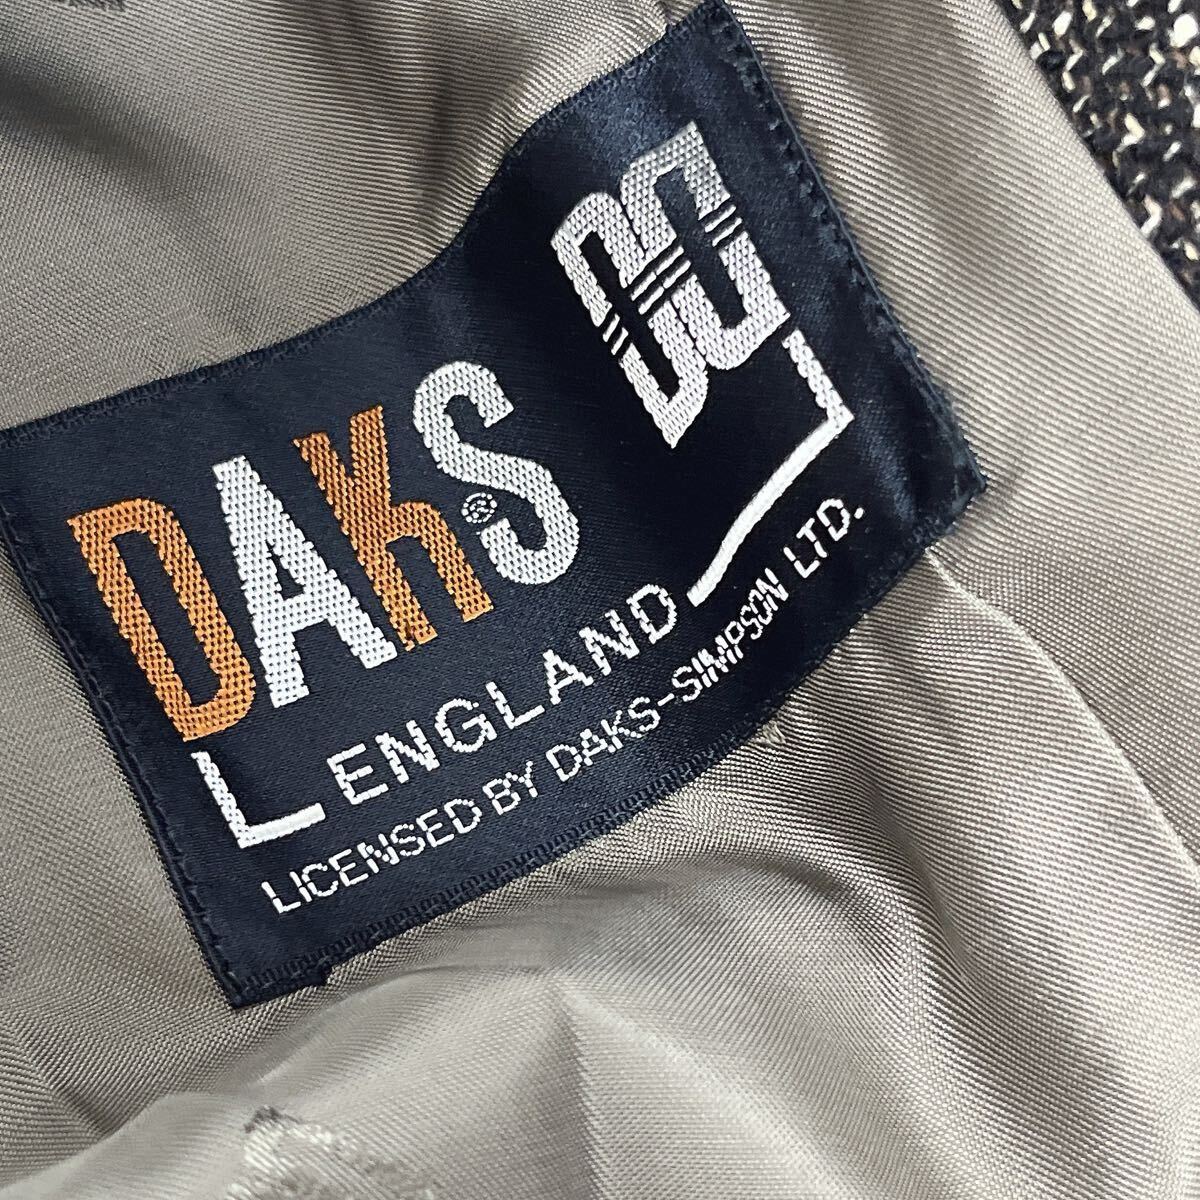 DAKS®
ENGLAND
LICENSED BY DAKS-SIMPSON LTD.